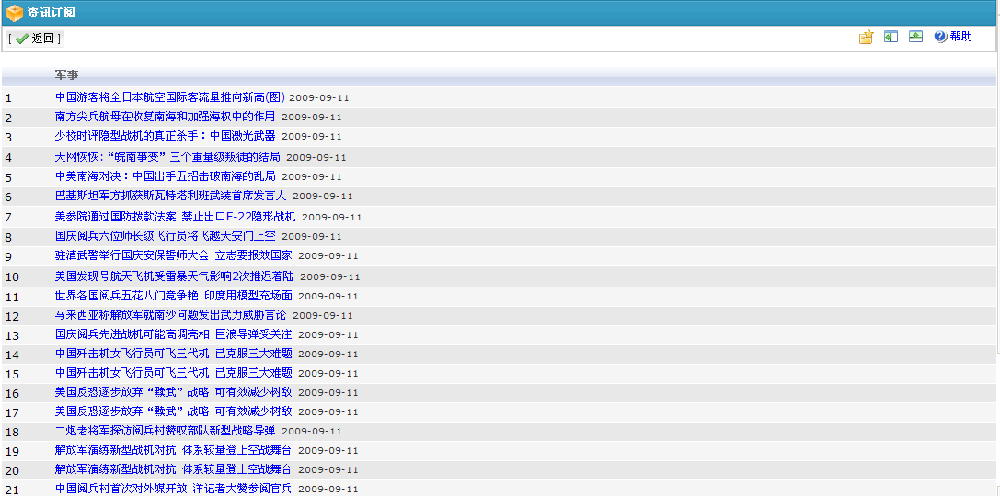 资讯订阅
[ 返回 ] 帮助
军事
1 中国游客将全日本航空国际客流量推向新高(图) 2009-09-11
2 南方尖兵航母在收复南海和加强海权中的作用 2009-09-11
3 少校时评隐型战机的真正杀手：中国激光武器 2009-09-11
4 天网恢恢:“皖南事变”三个重量级叛徒的结局 2009-09-11
5 中美南海对决：中国出手五招击破南海的乱局 2009-09-11
6 巴基斯坦军方抓获斯瓦特塔利班武装首席发言人 2009-09-11
7 美参院通过国防拨款法案 禁止出口F-22隐形战机 2009-09-11
8 国庆阅兵六位师长级飞行员将飞越天安门上空 2009-09-11
9 驻滇武警举行国庆安保誓师大会 立志要报效国家 2009-09-11
10 美国发现号航天飞机受雷暴天气影响2次推迟着陆 2009-09-11
11 世界各国阅兵五花八门竞争艳 印度用模型充场面 2009-09-11
12 马来西亚称解放军就南沙问题发出武力威胁言论 2009-09-11
13 国庆阅兵先进战机可能高调亮相 巨浪导弹受关注 2009-09-11
14 中国歼击机女飞行员可飞三代机 已克服三大难题 2009-09-11
15 中国歼击机女飞行员可飞三代机 已克服三大难题 2009-09-11
16 美国反恐逐步放弃“黩武”战略 可有效减少树敌 2009-09-11
17 美国反恐逐步放弃“黩武”战略 可有效减少树敌 2009-09-11
18 二炮老将军探访阅兵村赞叹部队新型战略导弹 2009-09-11
19 解放军演练新型战机对抗 体系较量登上空战舞台 2009-09-11
20 解放军演练新型战机对抗 体系较量登上空战舞台 2009-09-11
21 中国阅兵村首次对外媒开放 洋记者大赞参阅官兵 2009-09-11